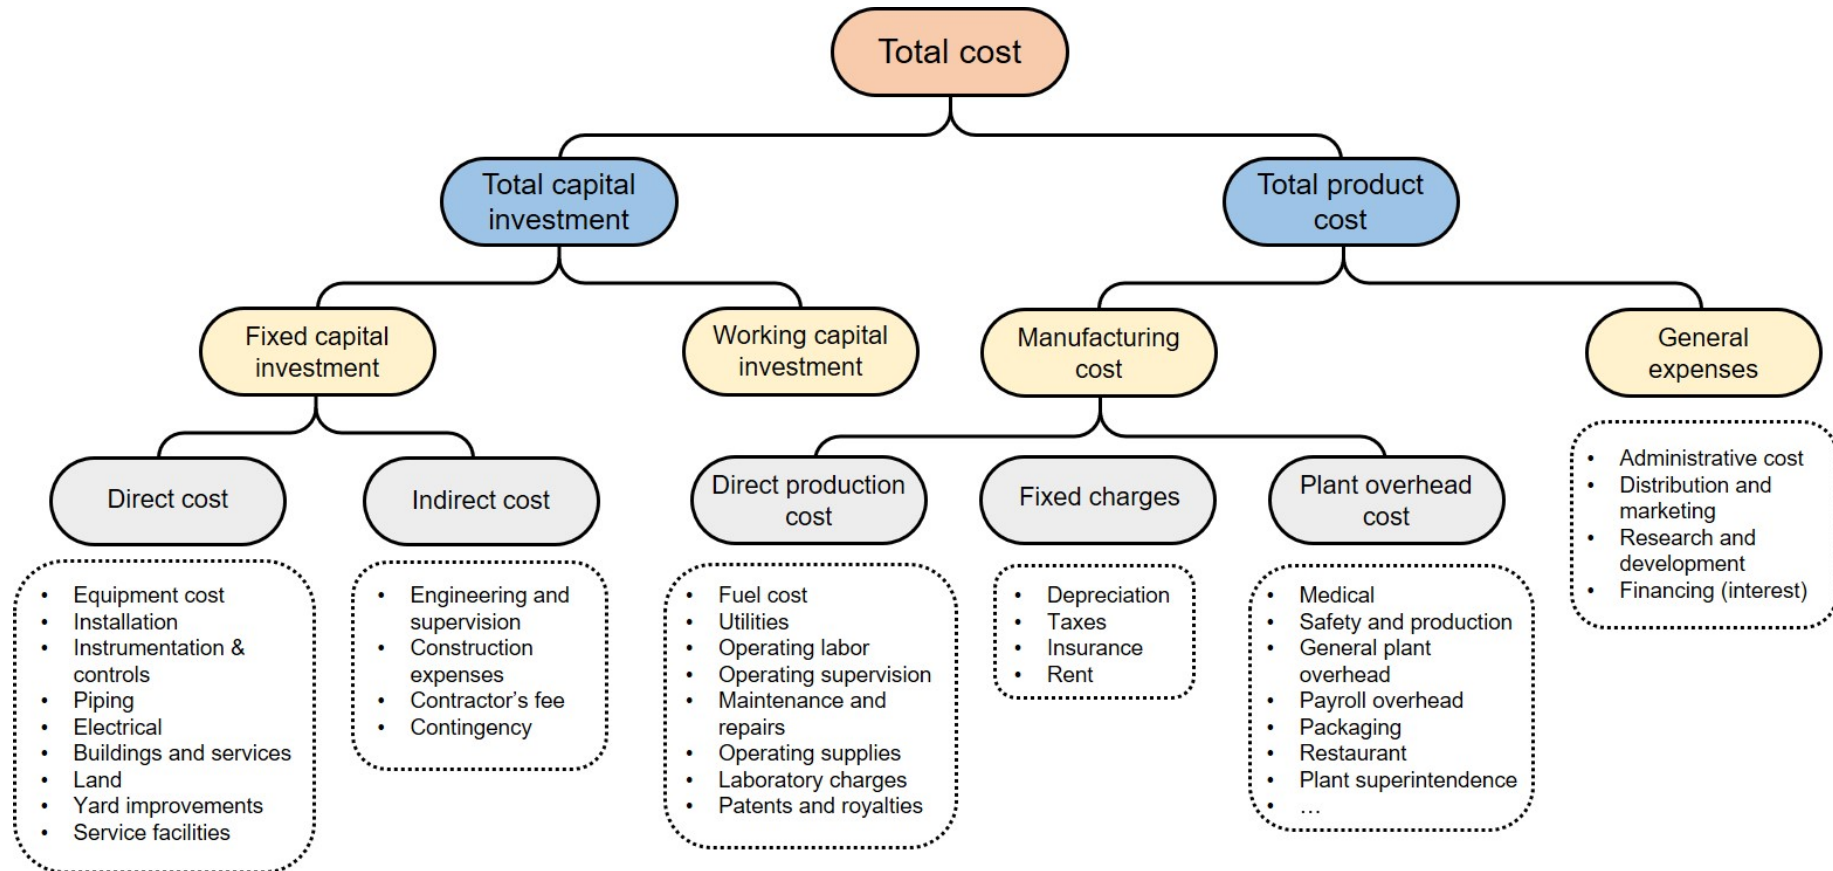 Total cost
Total capital
investment
Total product
cost
Fixed capital
investment
Working capital
investment
Manufacturing
cost
General
expenses
Direct cost
Indirect cost
Direct production
cost
Fixed charges
Plant overhead
cost
• Administrative cost
• Distribution and
marketing
• Research and
development
• Financing (interest)
• Equipment cost
• Installation
• Instrumentation &
controls
• Piping
• Electrical
• Buildings and services
• Land
• Yard improvements
• Service facilities
• Engineering and
supervision
• Construction
expenses
• Contractor’s fee
• Contingency
• Fuel cost
• Utilities
• Operating labor
• Operating supervision
• Maintenance and
repairs
• Operating supplies
• Laboratory charges
• Patents and royalties
• Depreciation
• Taxes
• Insurance
• Rent
• Medical
• Safety and production
• General plant
overhead
• Payroll overhead
• Packaging
• Restaurant
• Plant superintendence
• …